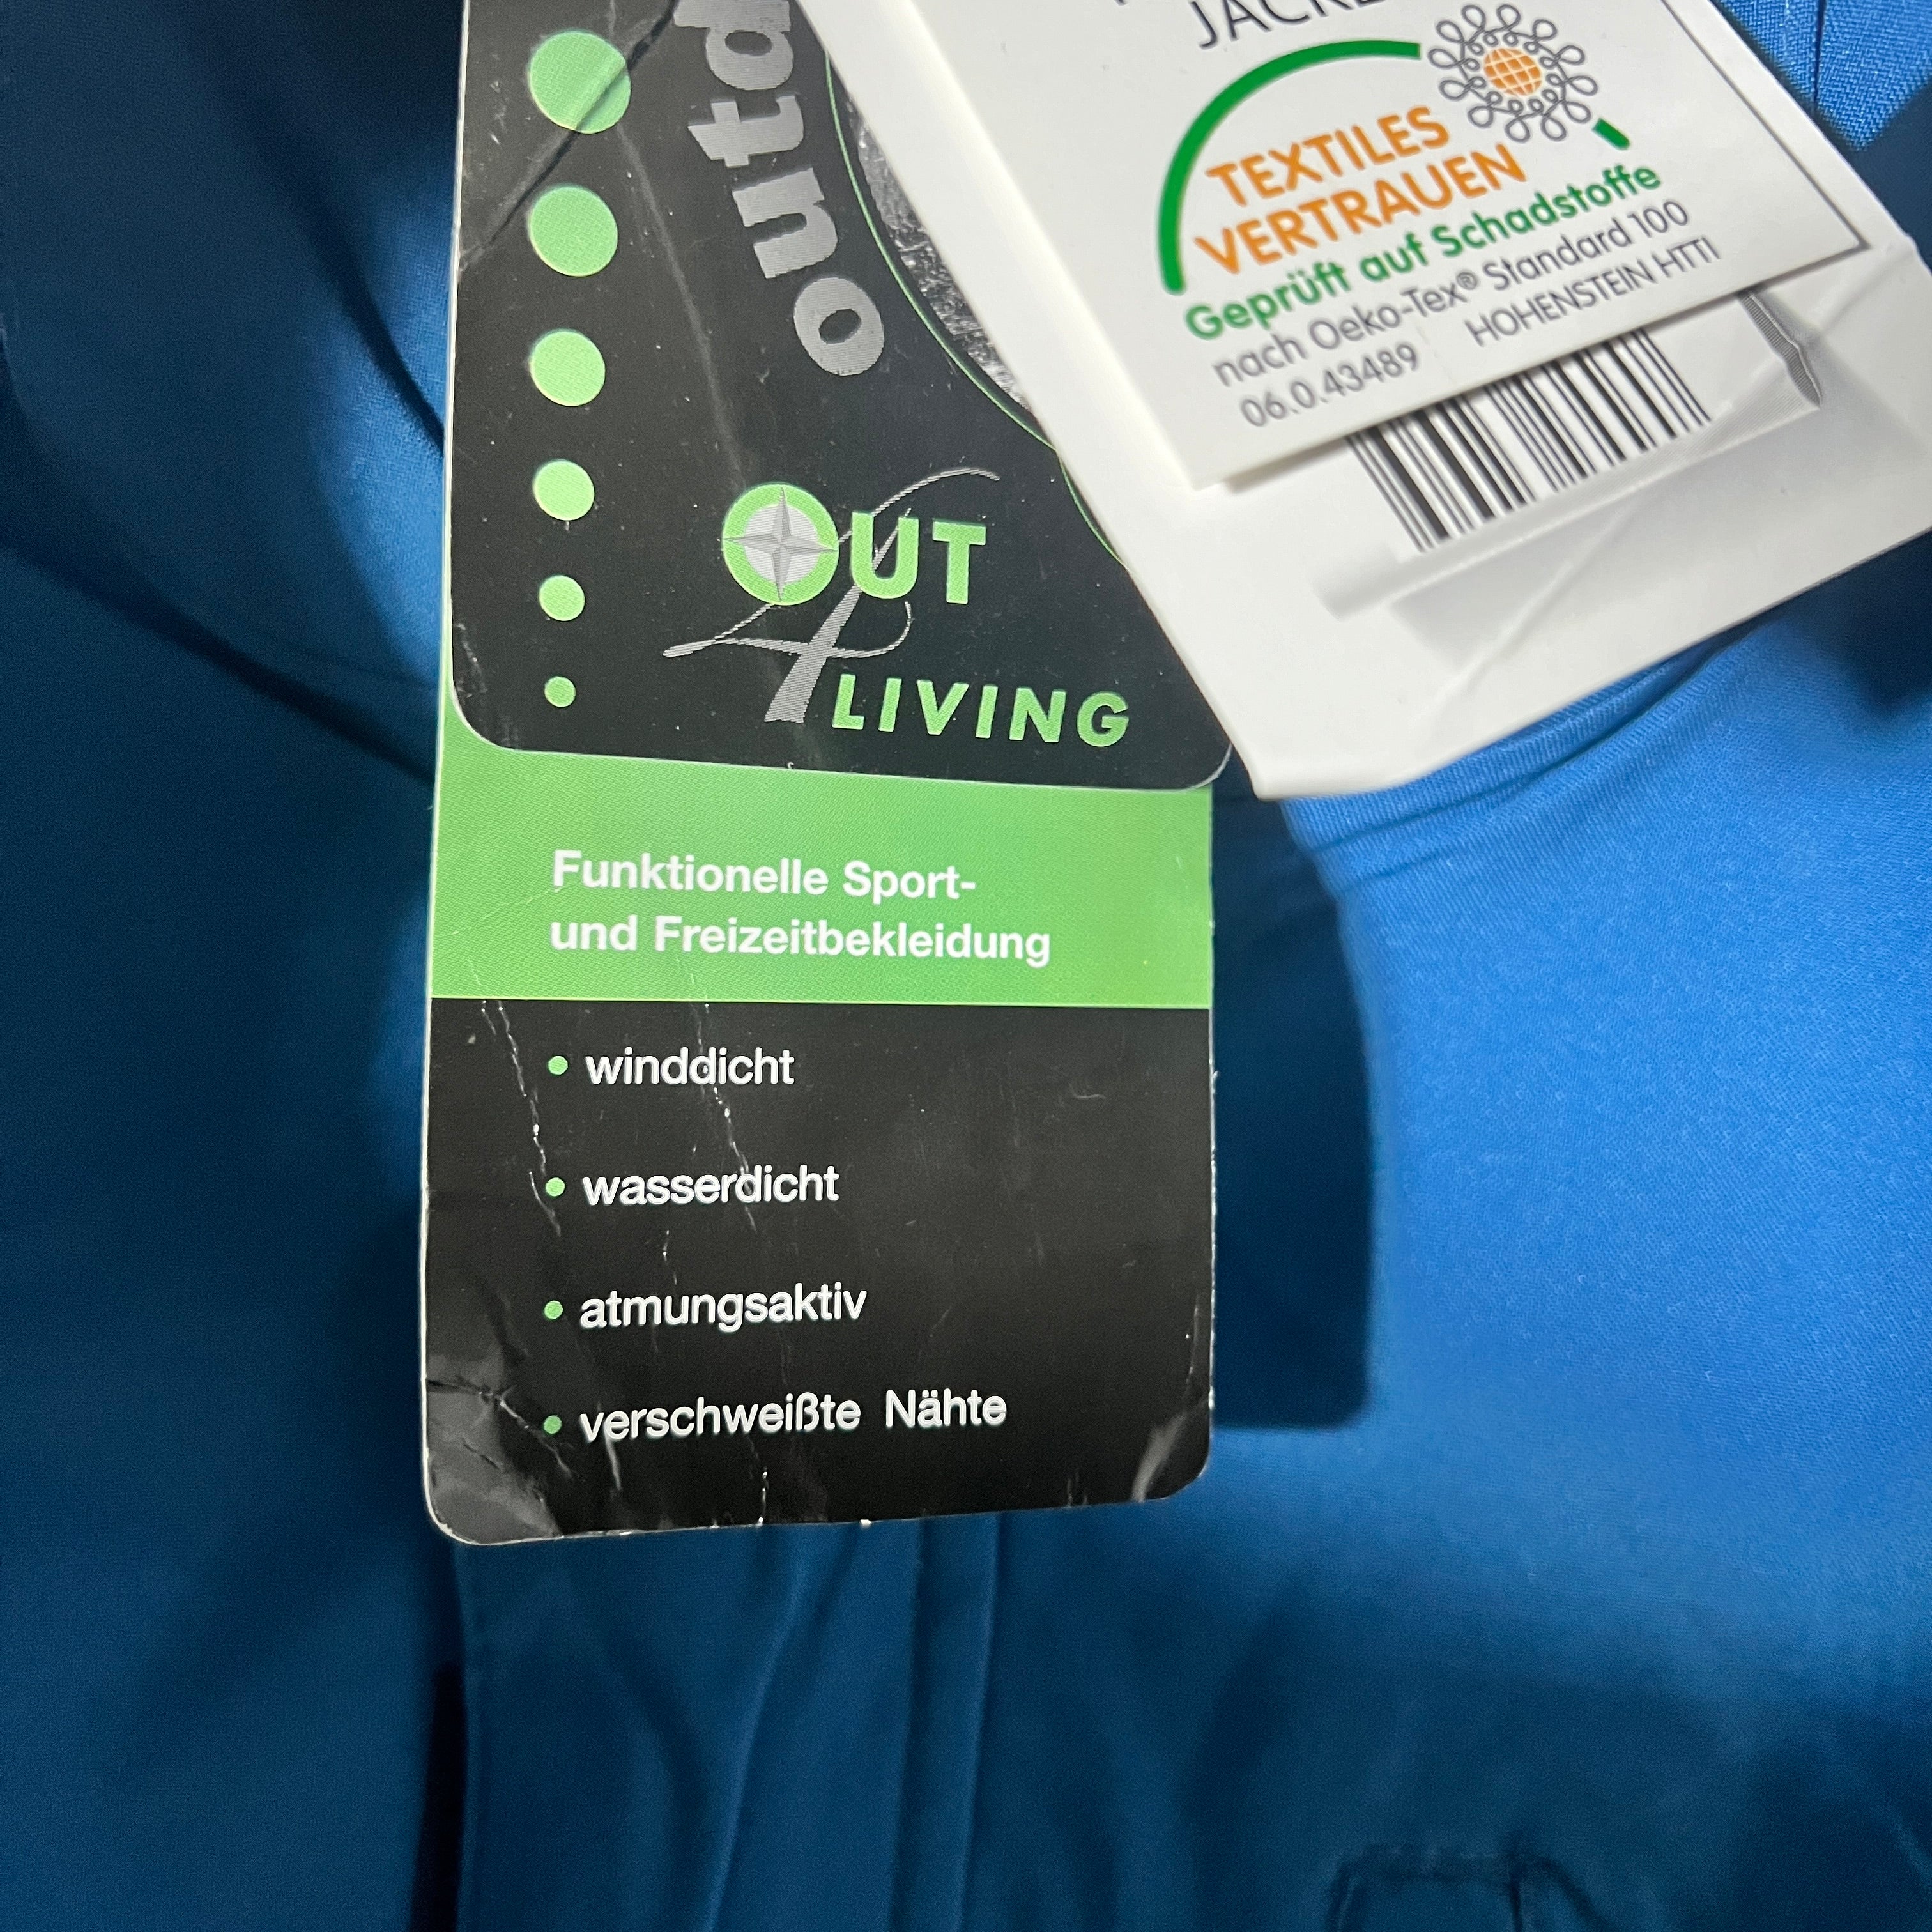 TEXTILES
VERTRAUEN
Geprüft auf Schadstoffe
nach Oeko-Tex® Standard 100
06.0.43489 HOHENSTEIN HTTI
outd
OUT
4
LIVING
Funktionelle Sport-
und Freizeitbekleidung
• winddicht
• wasserdicht
• atmungsaktiv
• verschweißte Nähte